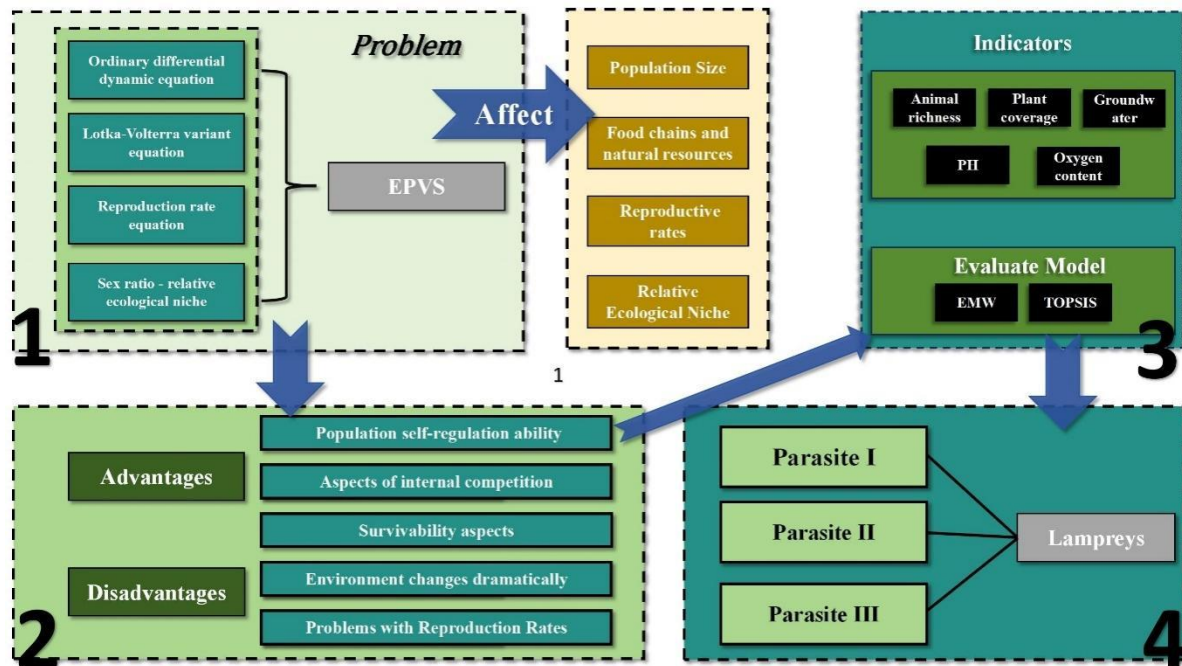 Problem
Ordinary differential
dynamic equation
Lotka-Volterra variant
equation
Reproduction rate
equation
Sex ratio - relative
ecological niche
EPVS
1
Affect
Population Size
Food chains and
natural resources
Reproductive
rates
Relative
Ecological Niche
Indicators
Animal
richness
Plant
coverage
Groundw
ater
PH
Oxygen
content
Evaluate Model
EMW
TOPSIS
3
1
Advantages
Disadvantages
Population self-regulation ability
Aspects of internal competition
Survivability aspects
Environment changes dramatically
Problems with Reproduction Rates
2
Parasite I
Parasite II
Parasite III
Lampreys
4